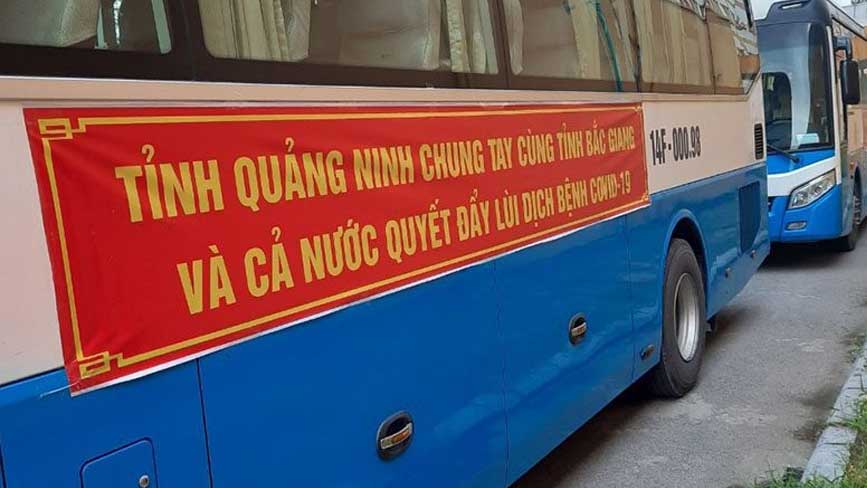 TỈNH QUẢNG NINH CHUNG TAY CÙNG TỈNH BẮC GIANG
VÀ CẢ NƯỚC QUYẾT ĐẨY LÙI DỊCH BỆNH COVID-19
14F-000.98